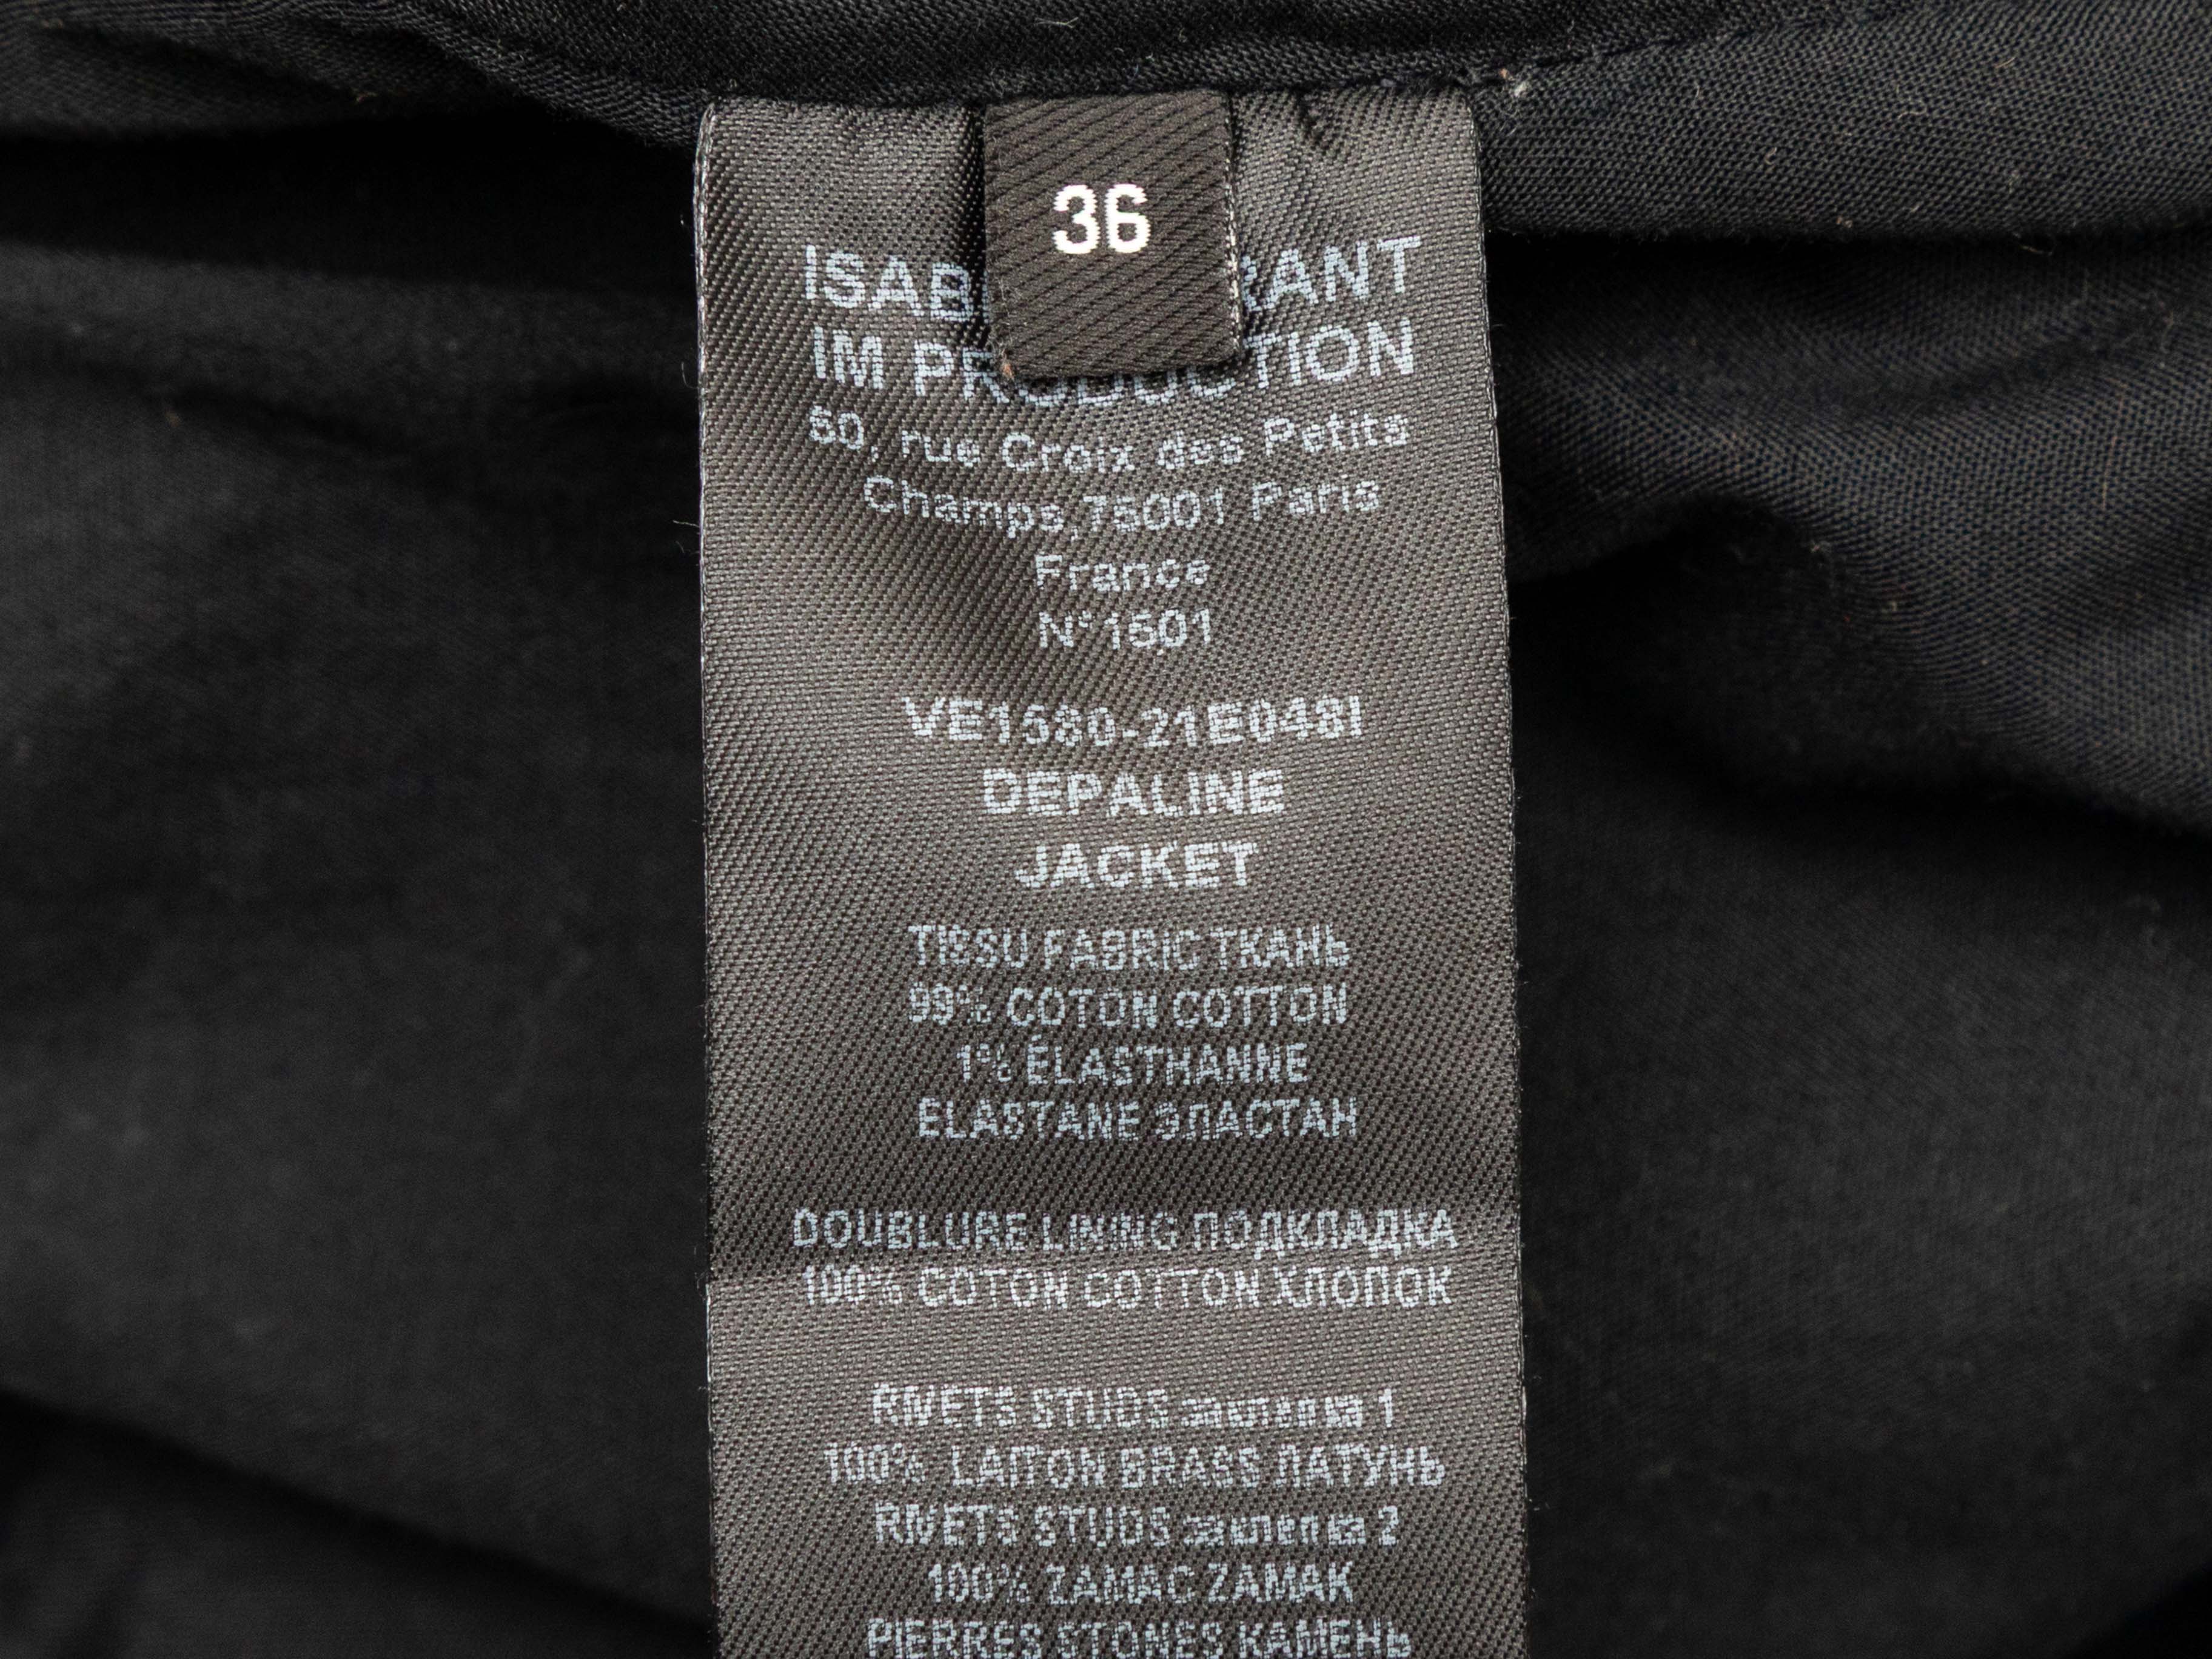 36
ISAB RANT
IM PRODUCTION
50, rue Croix des Petits
Champs, 75001 Paris
France
N°1501
VE1580-21E048I
DEPALINE
JACKET
TISSU FABRIC ТКАНЬ
99% COTON COTTON
1% ÉLASTHANNE
ELASTANE ЭЛАСТАН
DOUBLURE LINING ПОДКЛАДКА
100% COTON COTTON ХЛОПОК
RIVETS STUDS заклепка 1
100% LAITON BRASS ЛАТУНЬ
RIVETS STUDS заклепка 2
100% ZAMAC ZAMAK
PIERRES STONES КАМЕНЬ